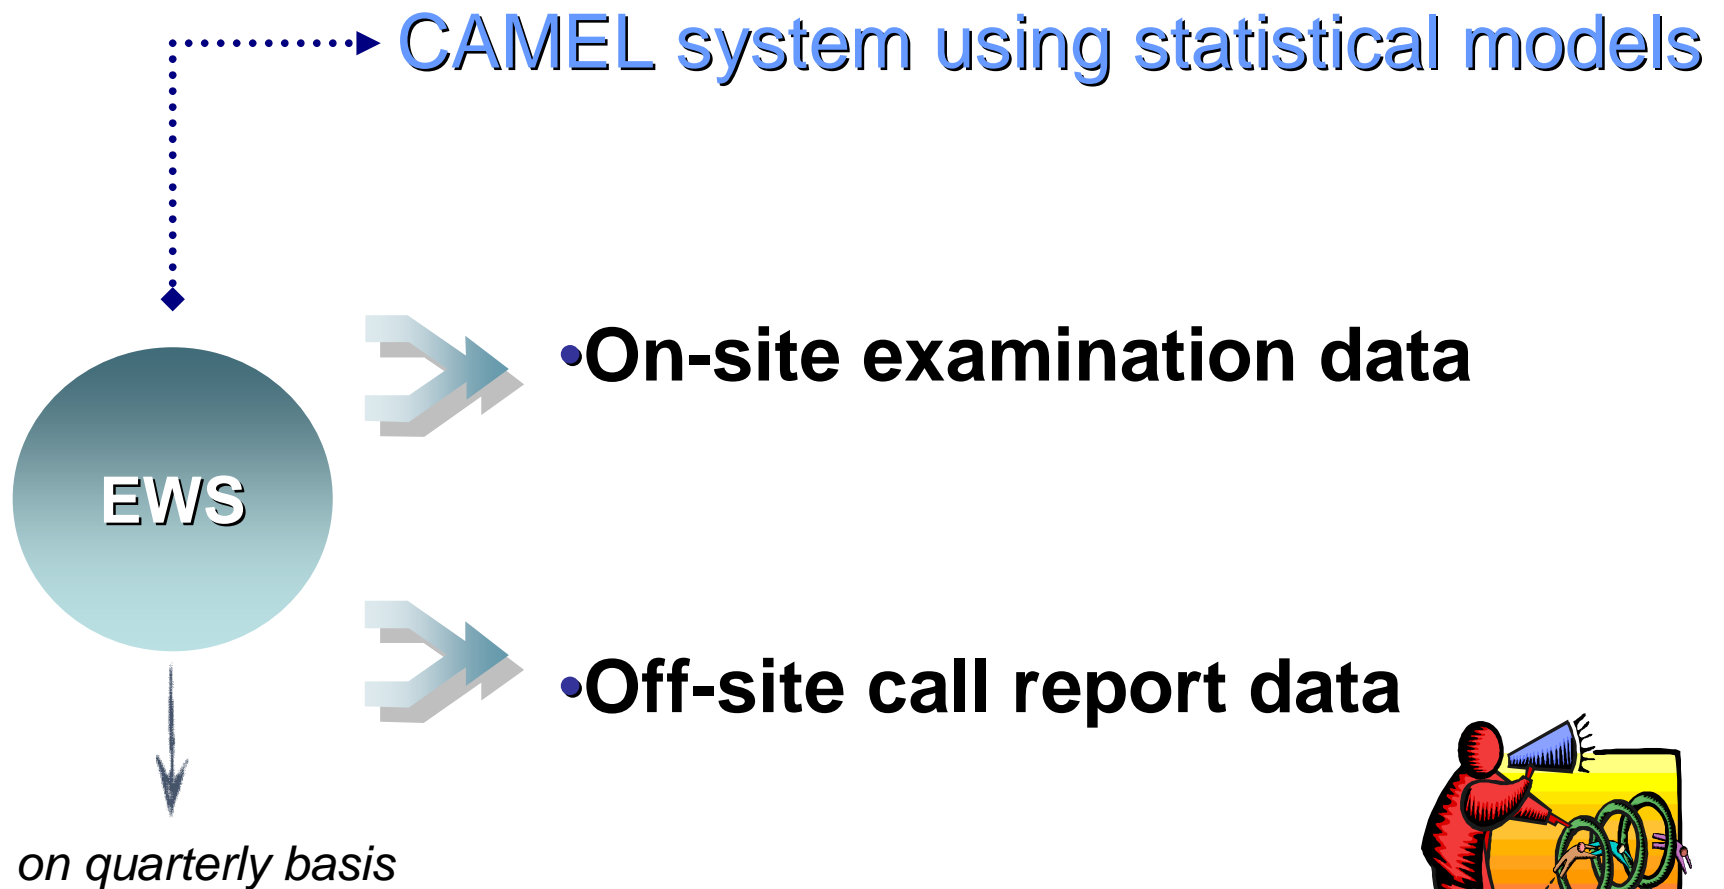 CAMEL system using statistical models
•On-site examination data
EWS
•Off-site call report data
on quarterly basis